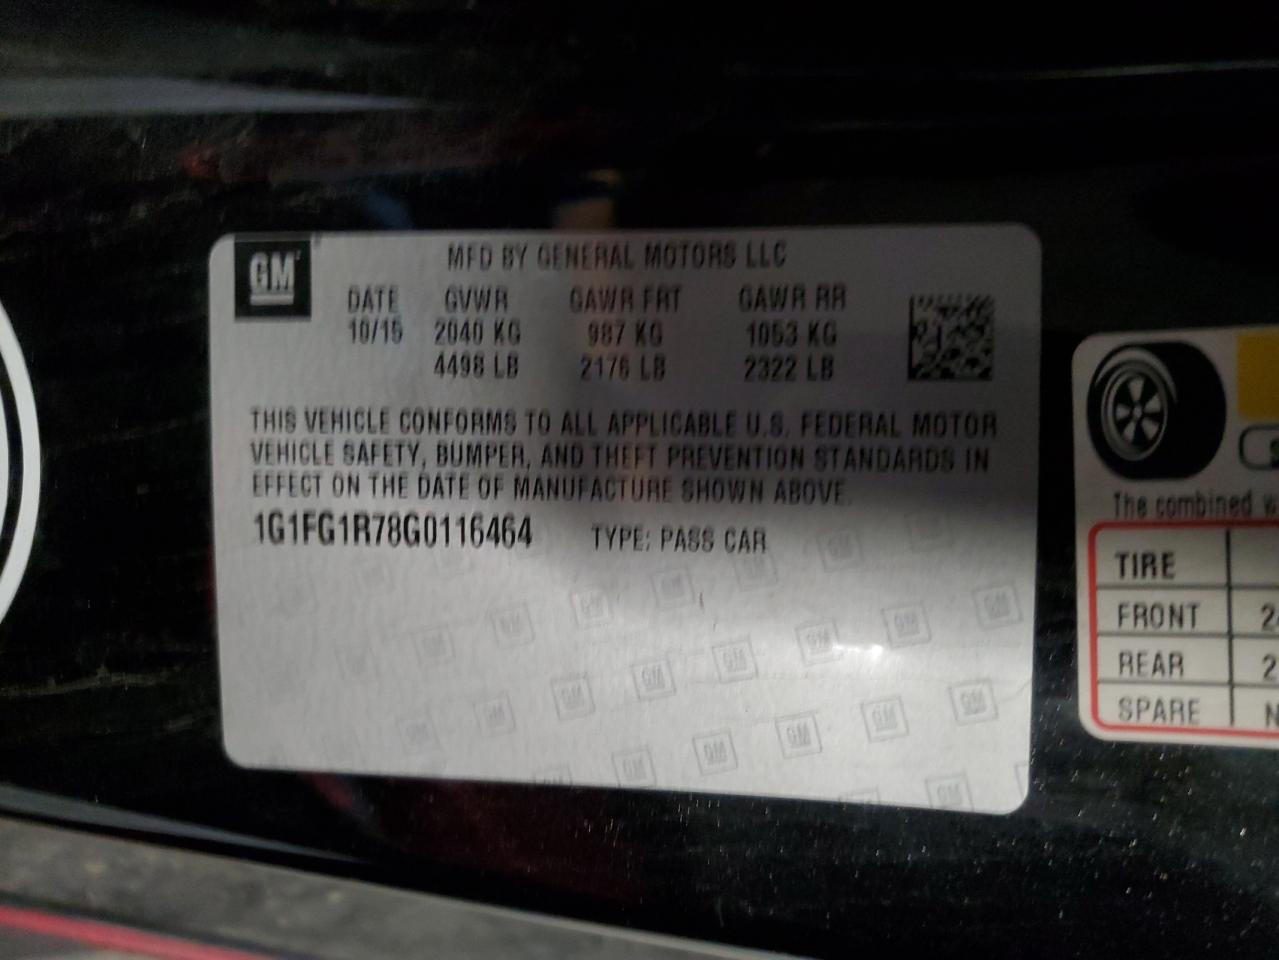 GM
MFD BY GENERAL MOTORS LLC
DATE GVWR GAWR FRT GAWR RR
10/15 2040 KG 987 KG 1053 KG
4498 LB 2176 LB 2322 LB
THIS VEHICLE CONFORMS TO ALL APPLICABLE U.S. FEDERAL MOTOR
VEHICLE SAFETY, BUMPER, AND THEFT PREVENTION STANDARDS IN
EFFECT ON THE DATE OF MANUFACTURE SHOWN ABOVE.
1G1FG1R78G0116464 TYPE: PASS CAR
The combined
TIRE
FRONT
REAR
SPARE